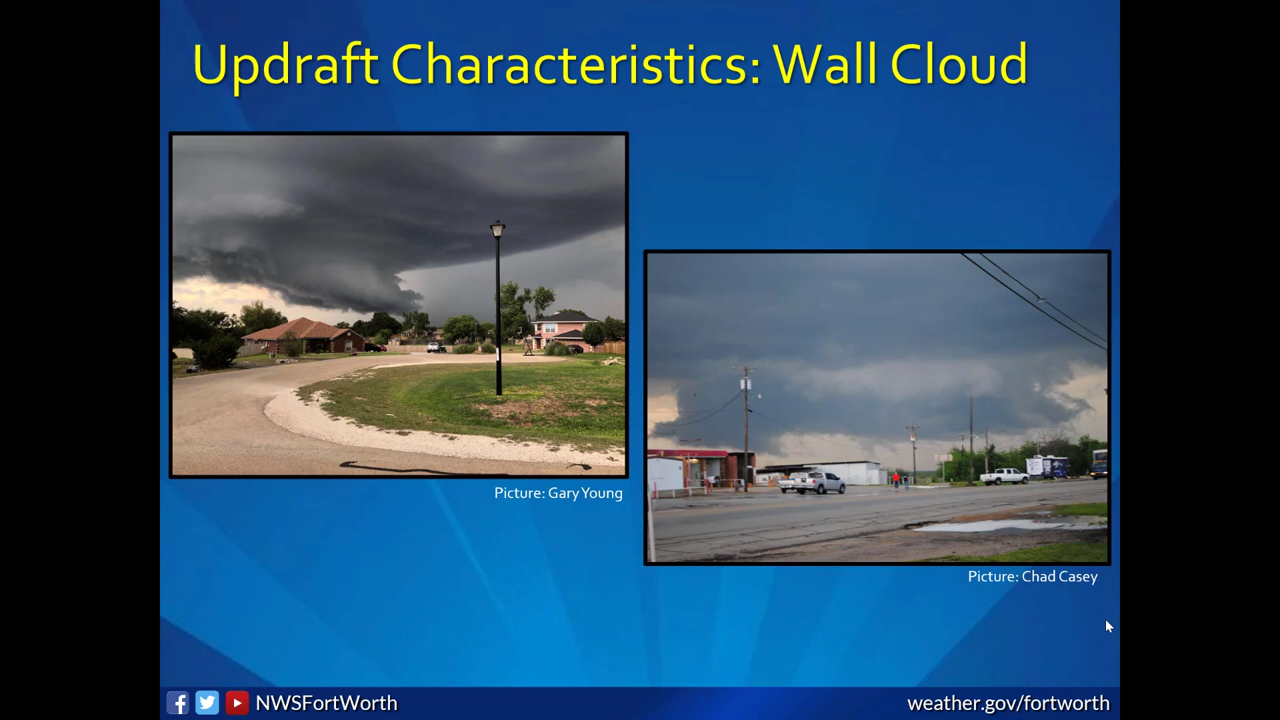 Updraft Characteristics: Wall Cloud
Picture: Gary Young
Picture: Chad Casey
NWSFortWorth
weather.gov/fortworth